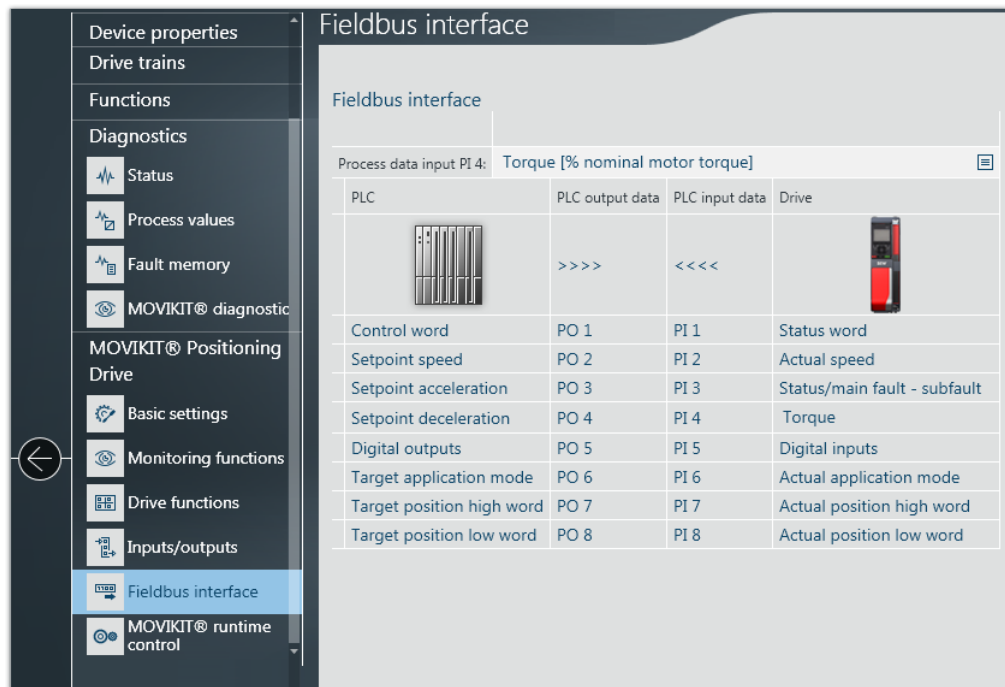 Device properties
Drive trains
Functions
Diagnostics
Status
Process values
Fault memory
MOVIKIT® diagnostic
MOVIKIT® Positioning
Drive
Basic settings
Monitoring functions
Drive functions
Inputs/outputs
Fieldbus interface
MOVIKIT® runtime
control
Fieldbus interface
Fieldbus interface
Process data input PI 4: Torque [% nominal motor torque]
PLC PLC output data PLC input data Drive
>>>> <<<<
Control word PO 1 PI 1 Status word
Setpoint speed PO 2 PI 2 Actual speed
Setpoint acceleration PO 3 PI 3 Status/main fault - subfault
Setpoint deceleration PO 4 PI 4 Torque
Digital outputs PO 5 PI 5 Digital inputs
Target application mode PO 6 PI 6 Actual application mode
Target position high word PO 7 PI 7 Actual position high word
Target position low word PO 8 PI 8 Actual position low word